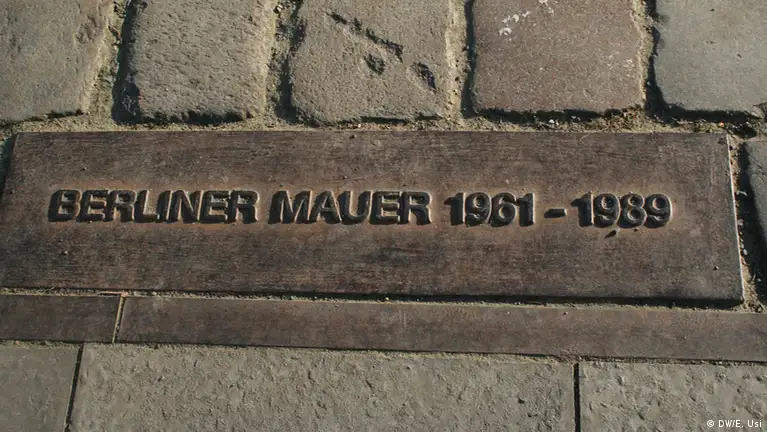 BERLINER MAUER 1961 - 1989
© DW/E. Usi